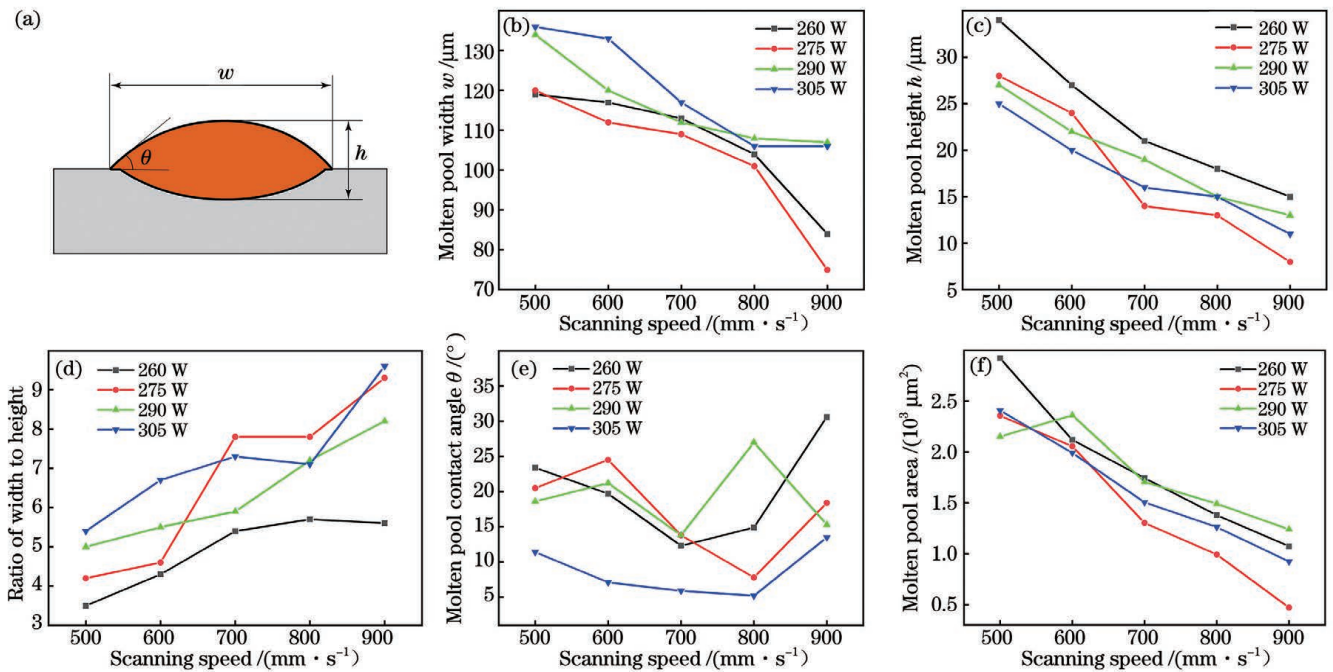 (a)
w
θ
h
(b)
260 W
275 W
290 W
305 W
130
120
110
100
90
80
70
Molten pool width w /μm
500 600 700 800 900
Scanning speed /(mm · s⁻¹)
(c)
260 W
275 W
290 W
305 W
35
30
25
20
15
10
5
Molten pool height h /μm
500 600 700 800 900
Scanning speed /(mm · s⁻¹)
(d)
260 W
275 W
290 W
305 W
9
8
7
6
5
4
3
Ratio of width to height
500 600 700 800 900
Scanning speed /(mm · s⁻¹)
(e)
260 W
275 W
290 W
305 W
35
30
25
20
15
10
5
Molten pool contact angle θ /(°)
500 600 700 800 900
Scanning speed /(mm · s⁻¹)
(f)
260 W
275 W
290 W
305 W
2.5
2.0
1.5
1.0
0.5
Molten pool area /(10³ μm²)
500 600 700 800 900
Scanning speed /(mm · s⁻¹)